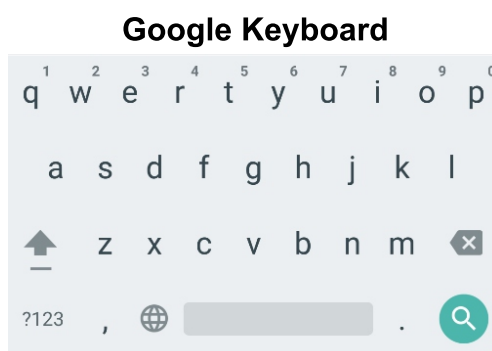 Google Keyboard
1 2 3 4 5 6 7 8 9 0
q w e r t y u i o p
a s d f g h j k l
z x c v b n m
?123 , .